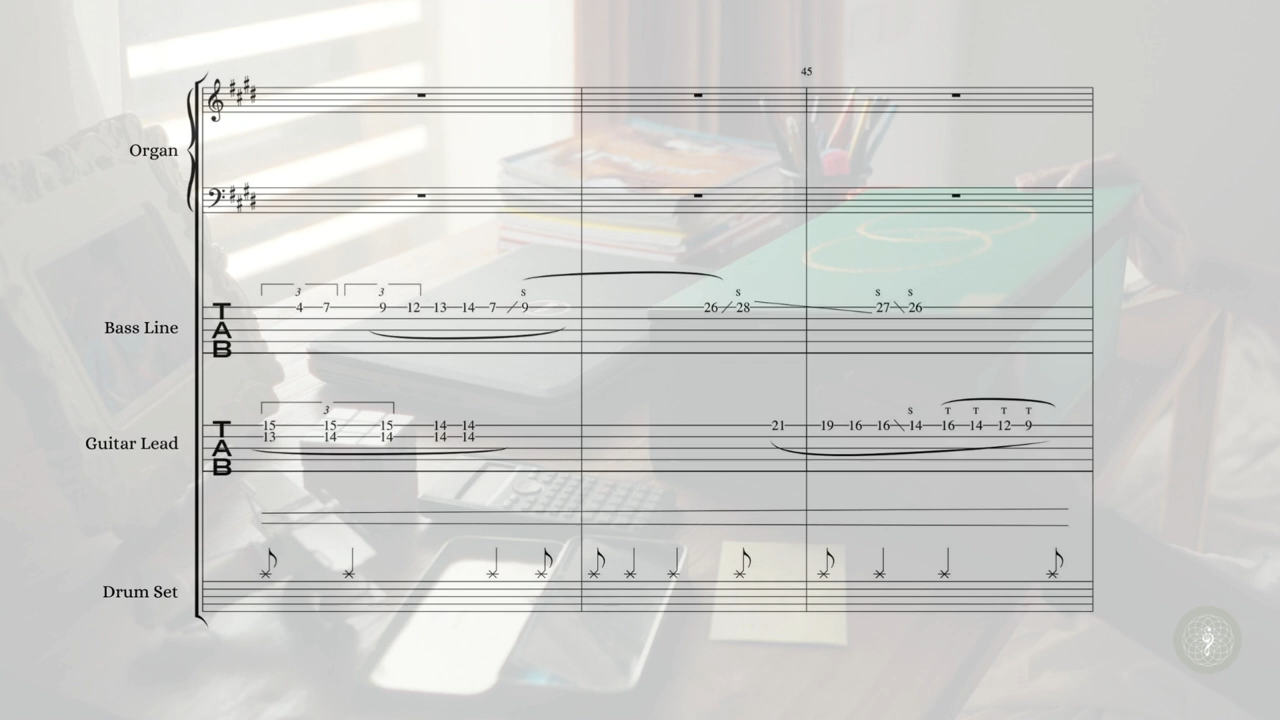 45
Organ
3 3 s s s s
TAB 4 7 9 12 13 14 7 9 26 28 27 26
Bass Line
3 s T T T T
TAB 15 15 15 14 14 21 19 16 16 14 16 14 12 9
13 14 14 14 14
Guitar Lead
Drum Set